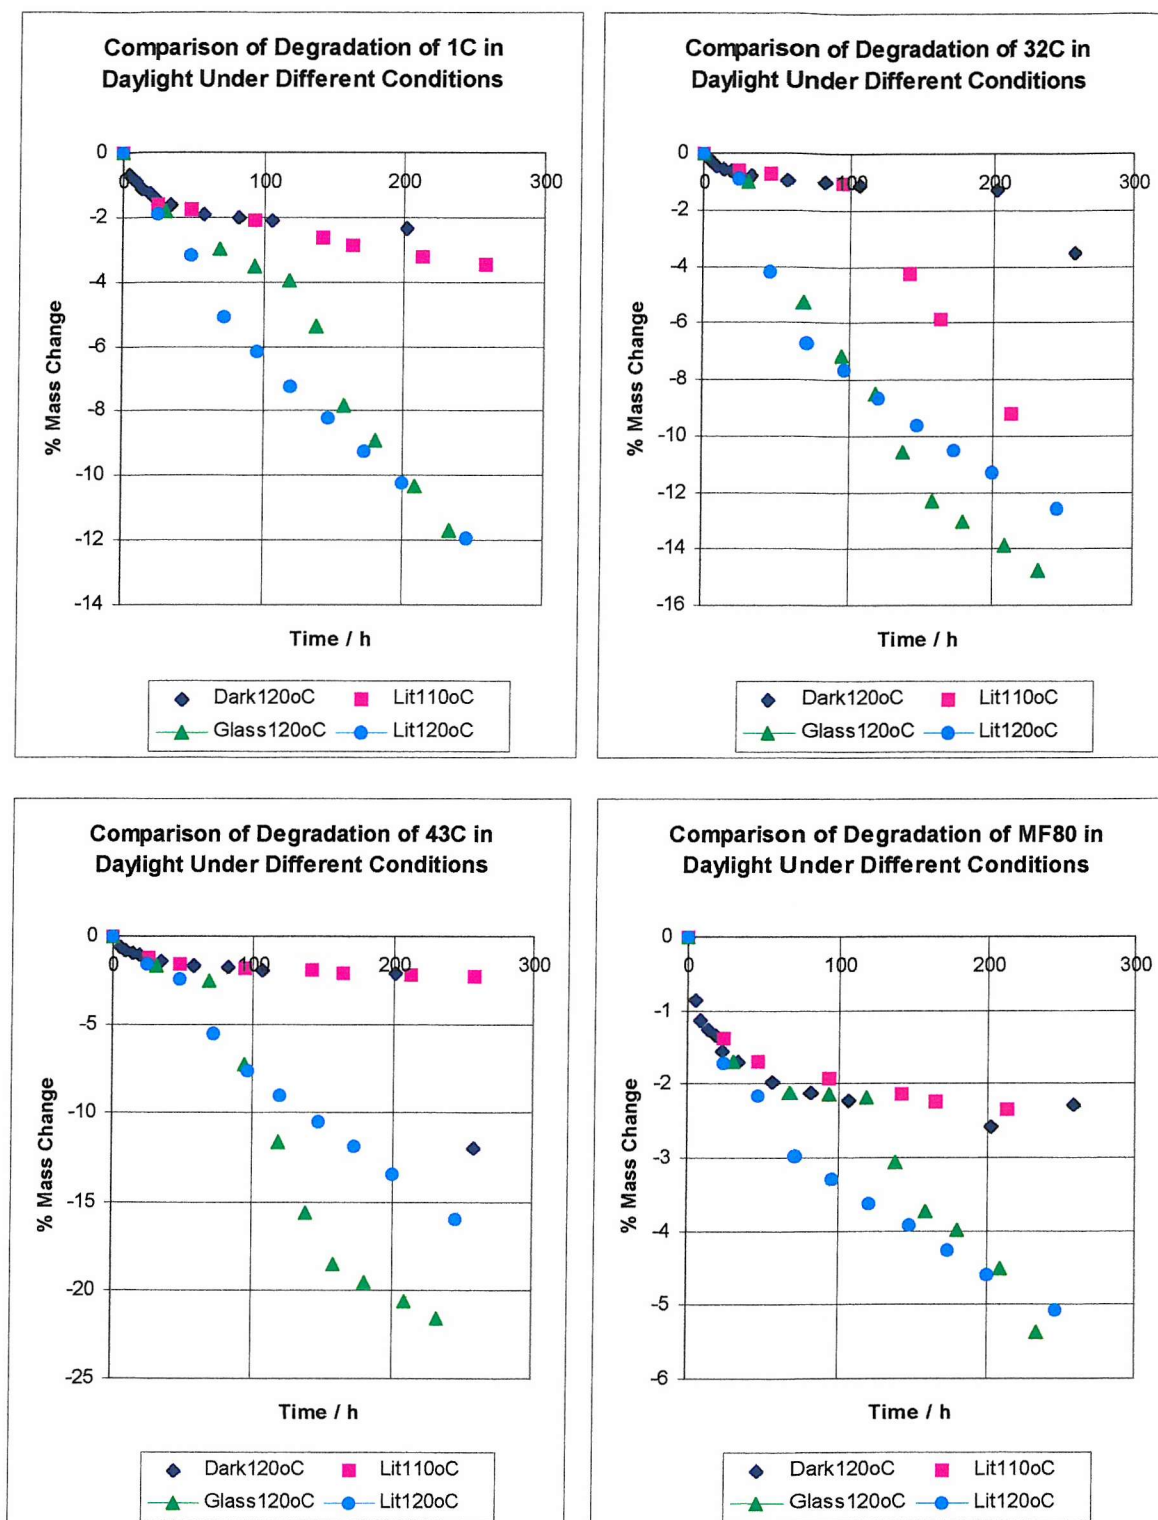 Comparison of Degradation of 1C in
Daylight Under Different Conditions
0
-2
-4
-6
-8
-10
-12
-14
0
100
200
300
% Mass Change
Time / h
Dark120oC
Lit110oC
Glass120oC
Lit120oC
Comparison of Degradation of 32C in
Daylight Under Different Conditions
0
-2
-4
-6
-8
-10
-12
-14
-16
0
100
200
300
% Mass Change
Time / h
Dark120oC
Lit110oC
Glass120oC
Lit120oC
Comparison of Degradation of 43C in
Daylight Under Different Conditions
0
-5
-10
-15
-20
-25
0
100
200
300
% Mass Change
Time / h
Dark120oC
Lit110oC
Glass120oC
Lit120oC
Comparison of Degradation of MF80 in
Daylight Under Different Conditions
0
-1
-2
-3
-4
-5
-6
0
100
200
300
% Mass Change
Time / h
Dark120oC
Lit110oC
Glass120oC
Lit120oC